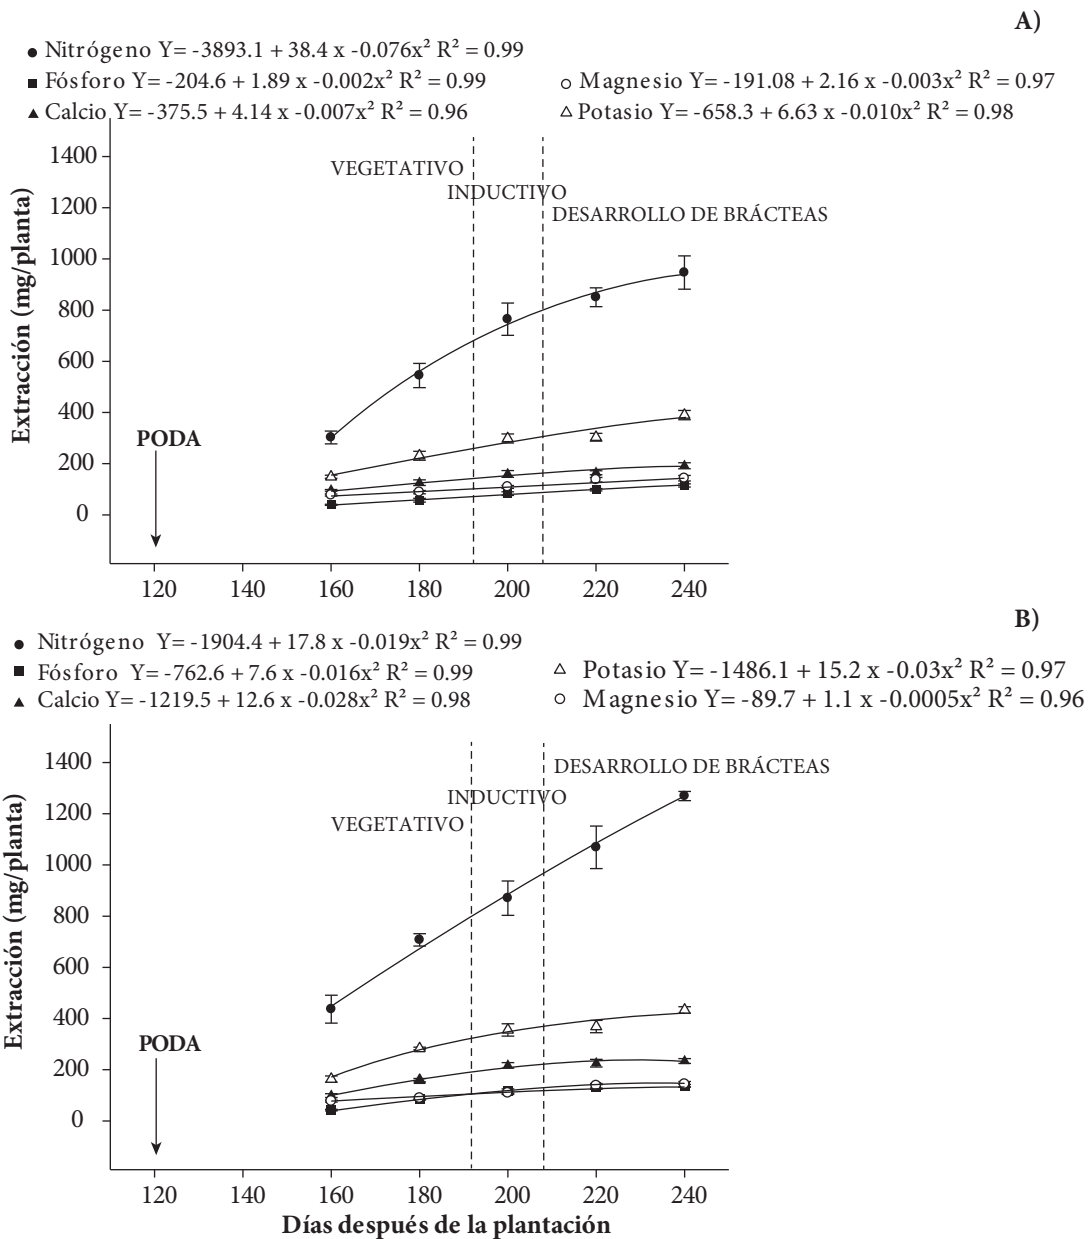 A)
● Nitrógeno Y= -3893.1 + 38.4 x -0.076x² R² = 0.99
■ Fósforo Y= -204.6 + 1.89 x -0.002x² R² = 0.99 ○ Magnesio Y= -191.08 + 2.16 x -0.003x² R² = 0.97
▲ Calcio Y= -375.5 + 4.14 x -0.007x² R² = 0.96 △ Potasio Y= -658.3 + 6.63 x -0.010x² R² = 0.98
Extracción (mg/planta)
1400
1200
1000
800
600
400
200
0
VEGETATIVO
INDUCTIVO
DESARROLLO DE BRÁCTEAS
PODA
120 140 160 180 200 220 240
B)
● Nitrógeno Y= -1904.4 + 17.8 x -0.019x² R² = 0.99
■ Fósforo Y= -762.6 + 7.6 x -0.016x² R² = 0.99 △ Potasio Y= -1486.1 + 15.2 x -0.03x² R² = 0.97
▲ Calcio Y= -1219.5 + 12.6 x -0.028x² R² = 0.98 ○ Magnesio Y= -89.7 + 1.1 x -0.0005x² R² = 0.96
Extracción (mg/planta)
1400
1200
1000
800
600
400
200
0
DESARROLLO DE BRÁCTEAS
INDUCTIVO
VEGETATIVO
PODA
120 140 160 180 200 220 240
Días después de la plantación